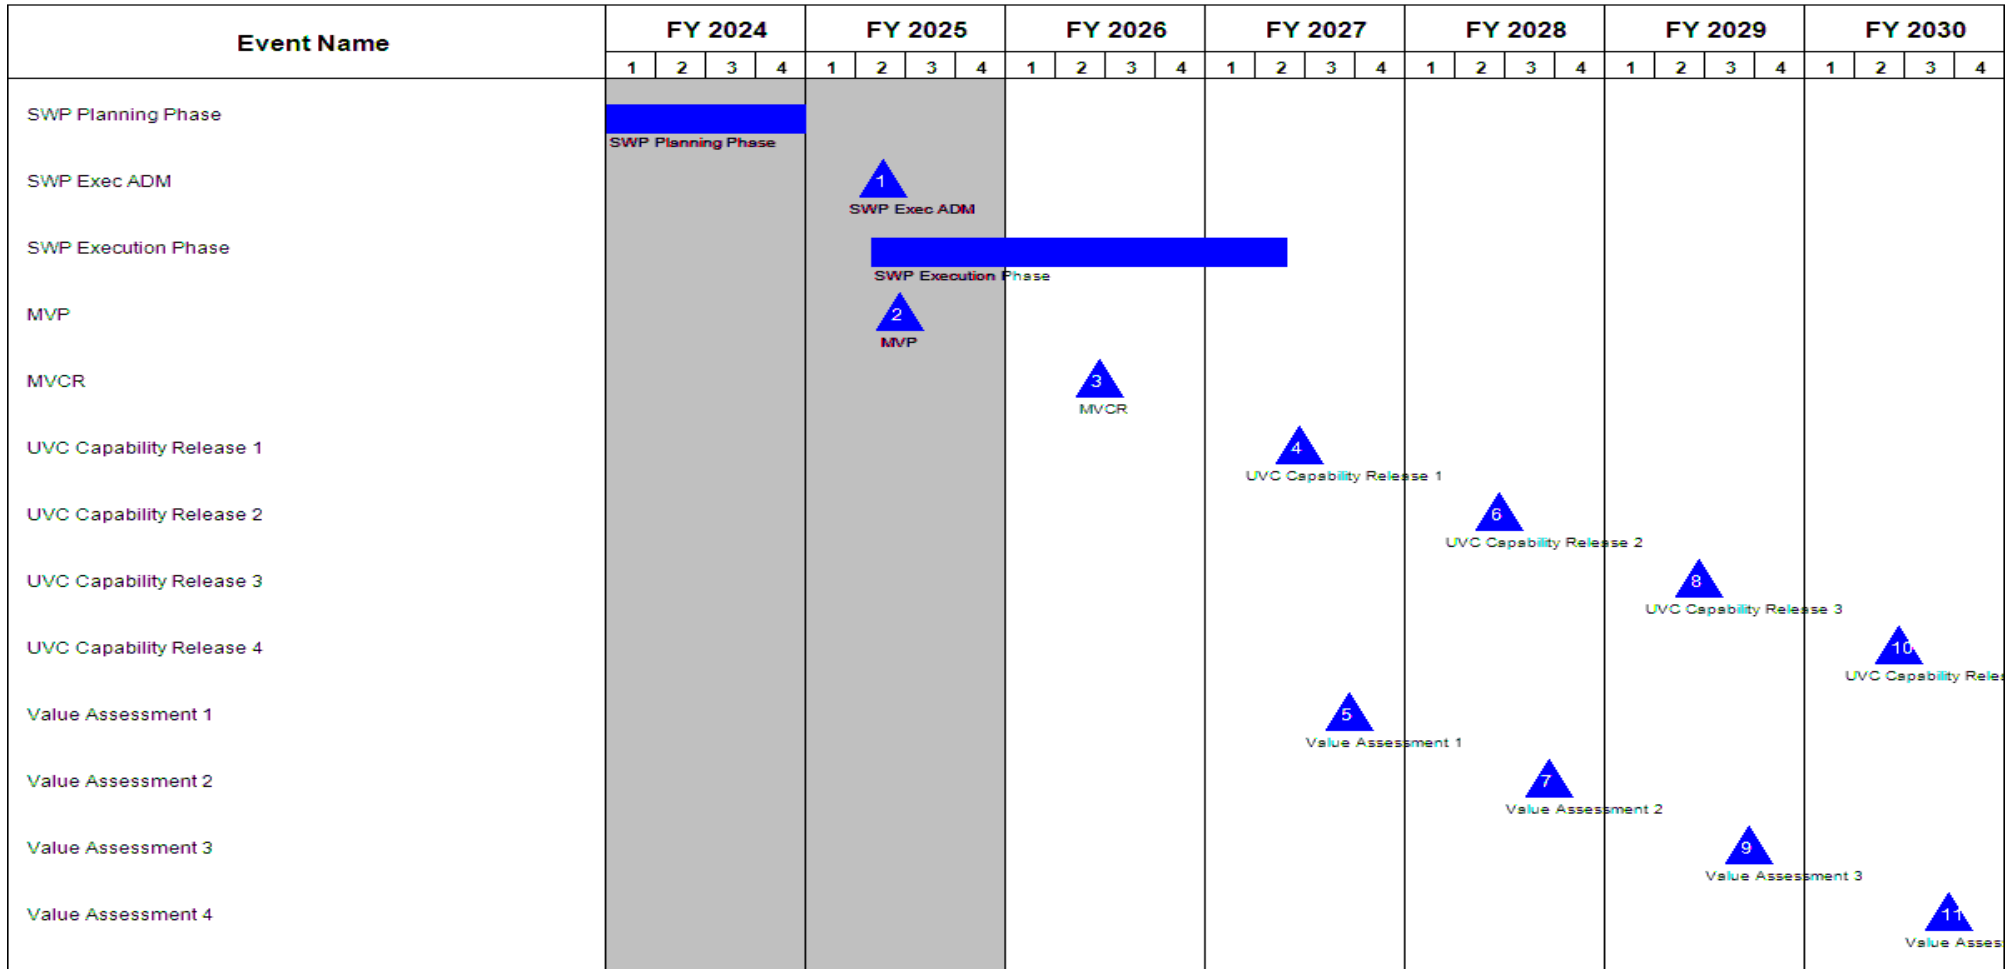 Event Name FY 2024 FY 2025 FY 2026 FY 2027 FY 2028 FY 2029 FY 2030
1 2 3 4 1 2 3 4 1 2 3 4 1 2 3 4 1 2 3 4 1 2 3 4 1 2 3 4
SWP Planning Phase
SWP Planning Phase
SWP Exec ADM 1
SWP Exec ADM
SWP Execution Phase
SWP Execution Phase
MVP 2
MVP
MVCR 3
MVCR
UVC Capability Release 1 4
UVC Capability Release 1
UVC Capability Release 2 6
UVC Capability Release 2
UVC Capability Release 3 8
UVC Capability Release 3
UVC Capability Release 4 10
UVC Capability Relea
Value Assessment 1 5
Value Assessment 1
Value Assessment 2 7
Value Assessment 2
Value Assessment 3 9
Value Assessment 3
Value Assessment 4 11
Value Asses